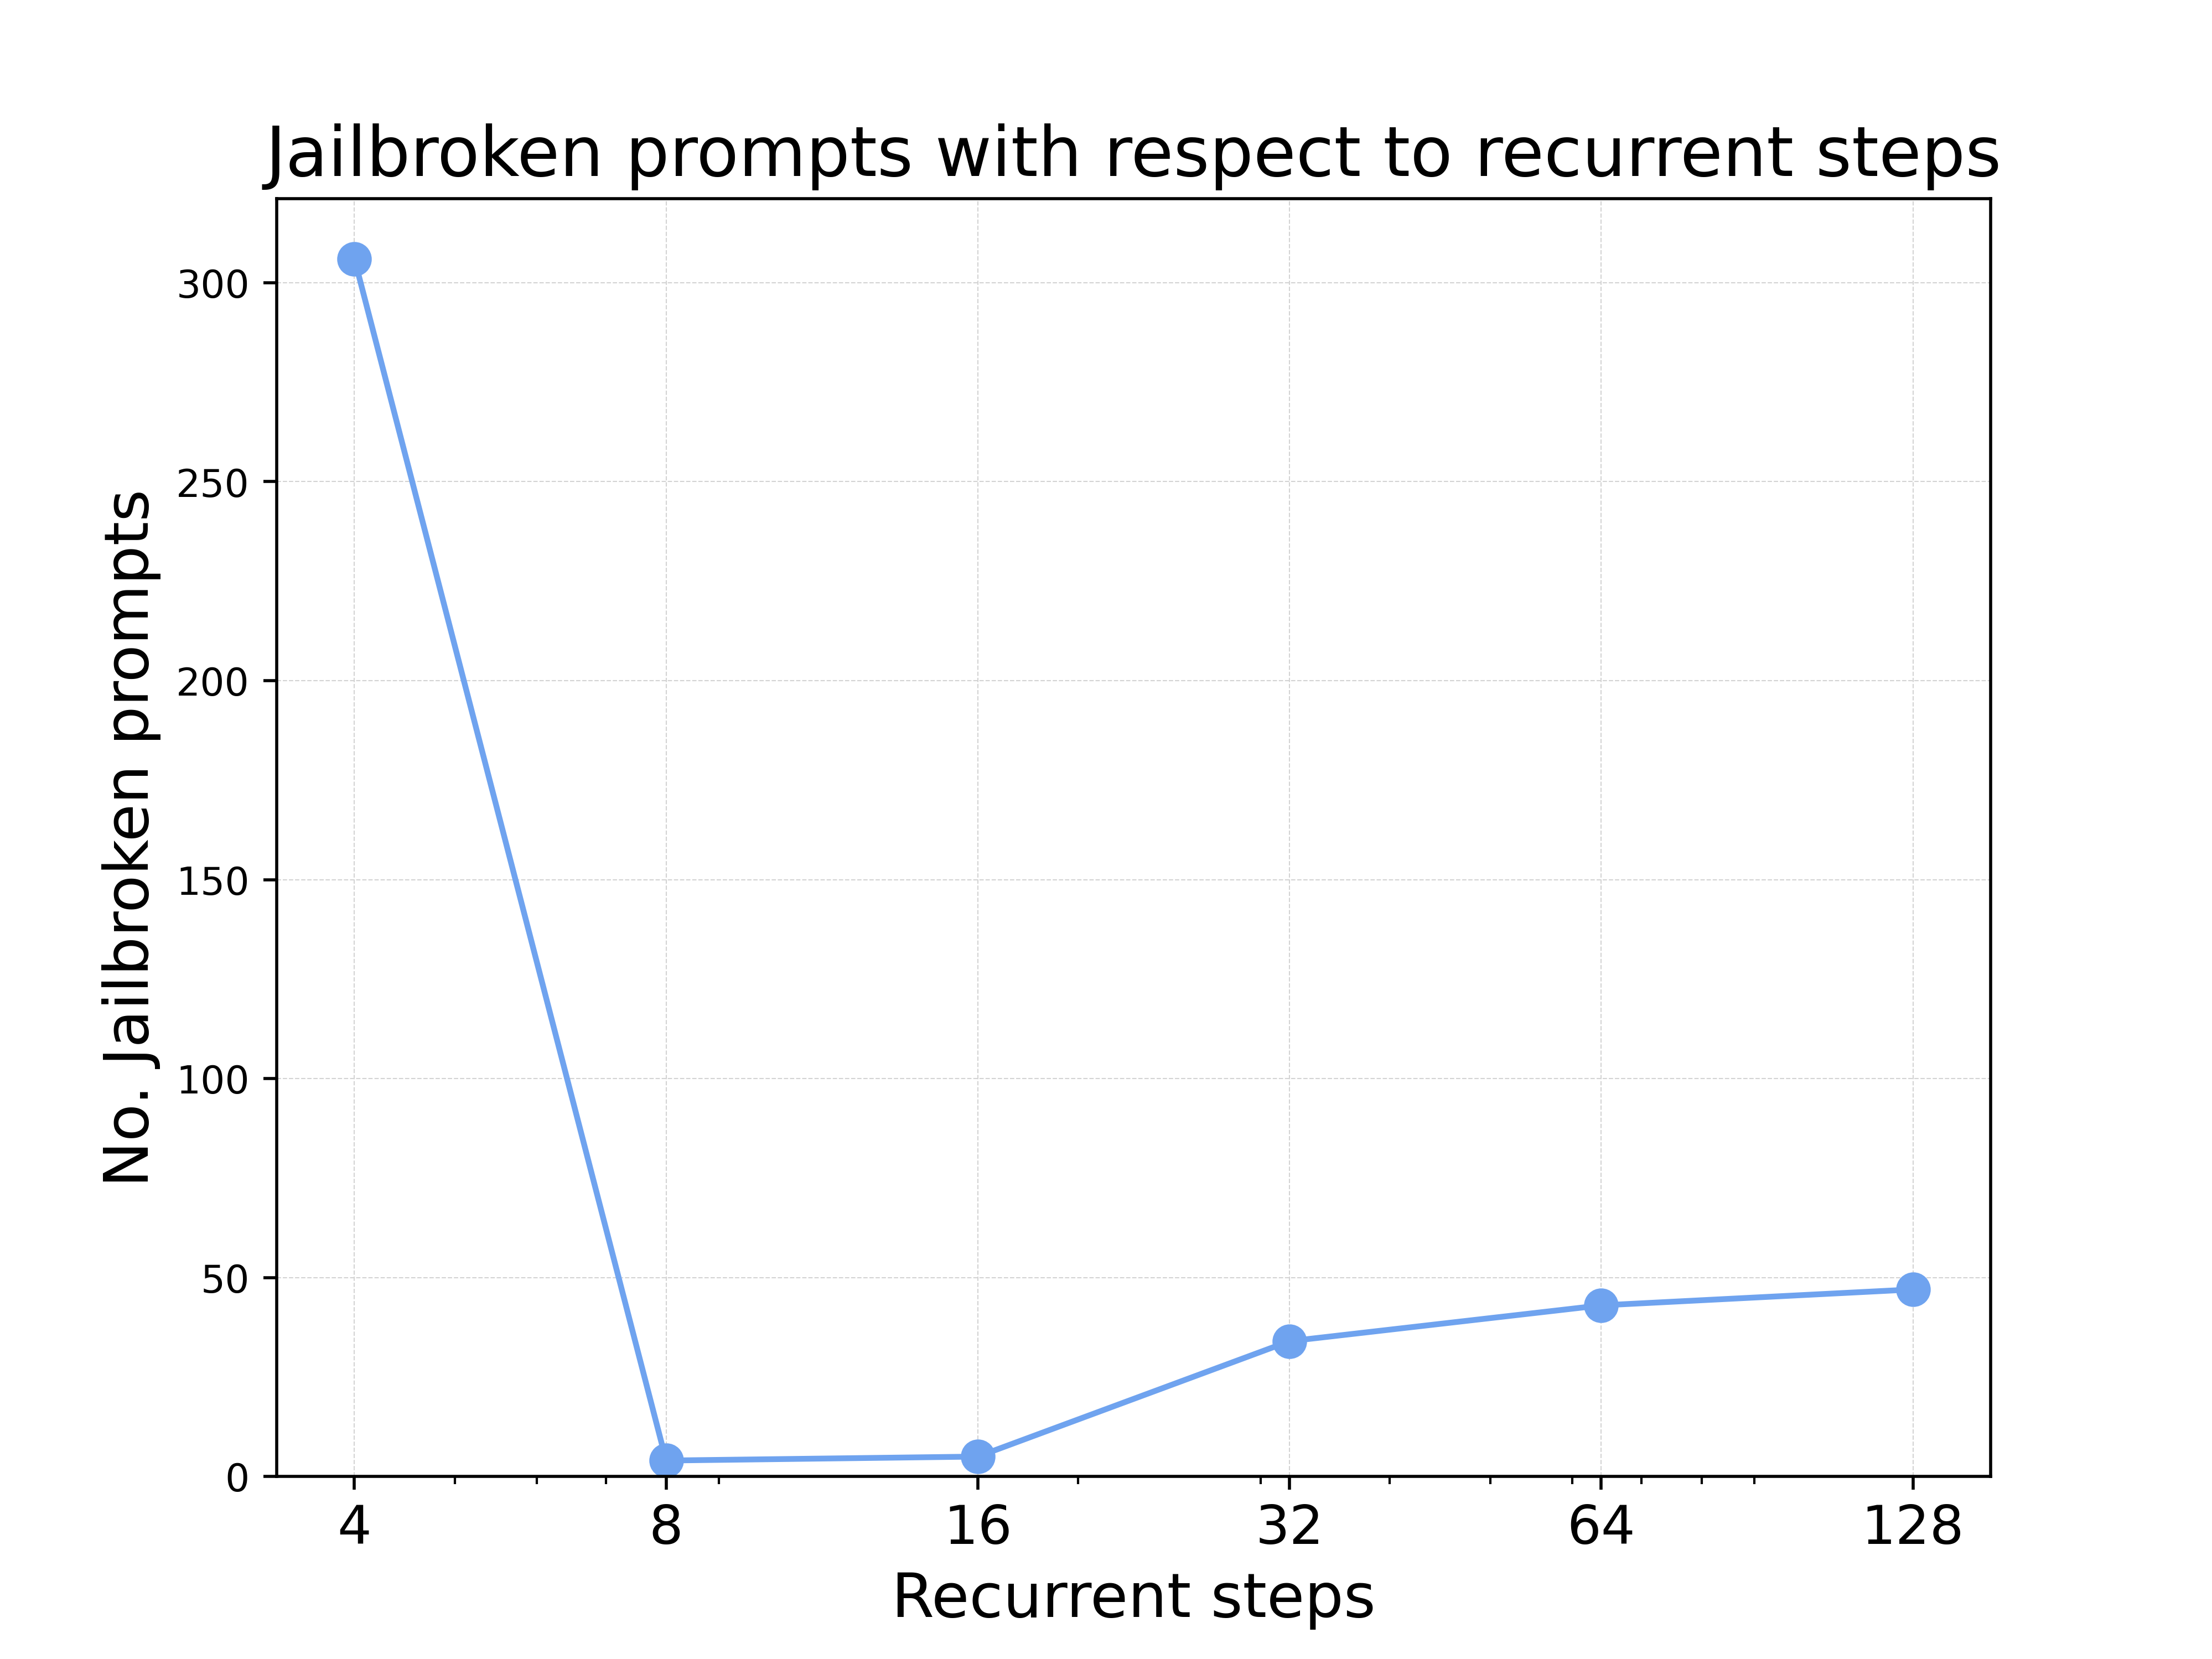 Jailbroken prompts with respect to recurrent steps
No. Jailbroken prompts
300
250
200
150
100
50
0
4 8 16 32 64 128
Recurrent steps